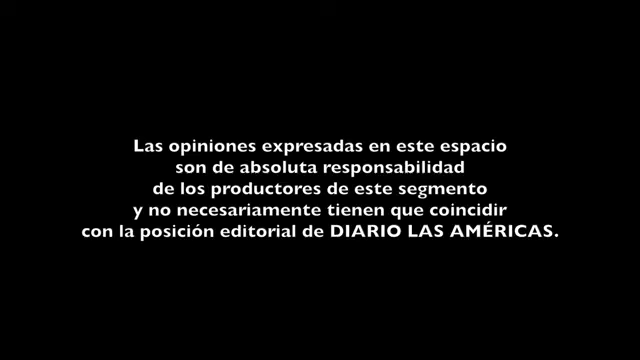 Las opiniones expresadas en este espacio
son de absoluta responsabilidad
de los productores de este segmento
y no necesariamente tienen que coincidir
con la posición editorial de DIARIO LAS AMÉRICAS.